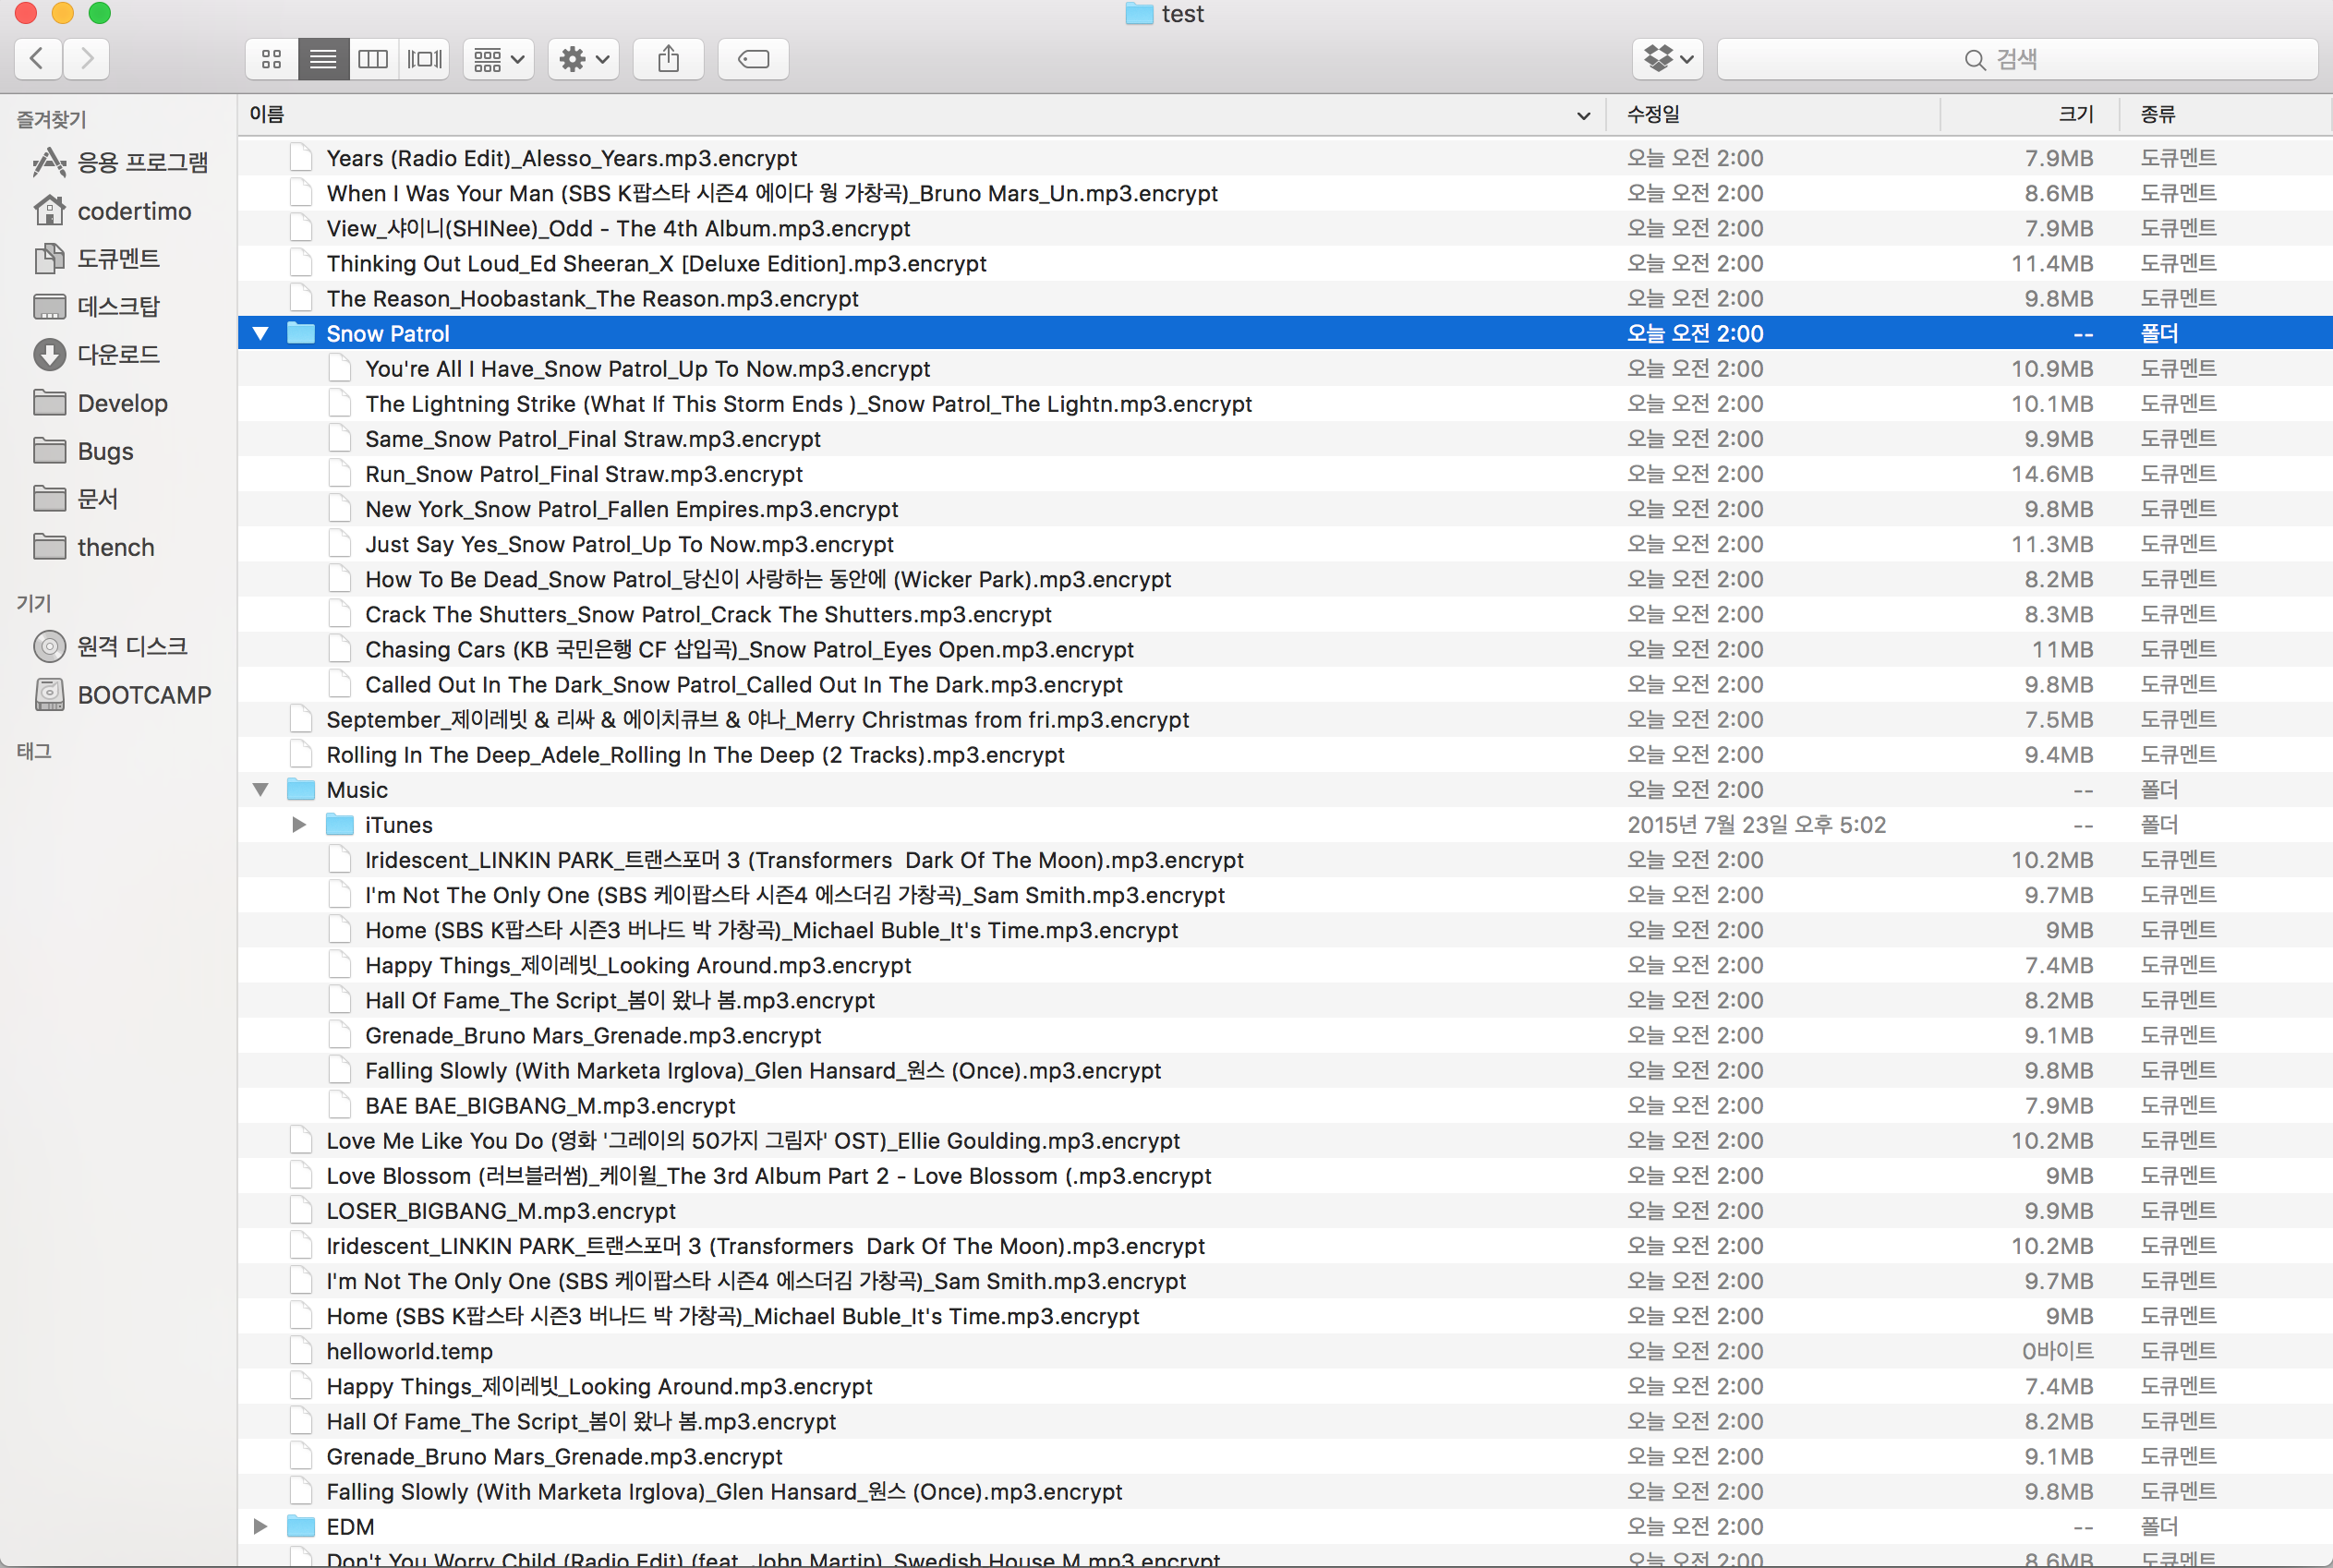 test
검색
즐겨찾기
응용 프로그램
codertimo
도큐멘트
데스크탑
다운로드
Develop
Bugs
문서
thench
기기
원격 디스크
BOOTCAMP
태그
이름 수정일 크기 종류
Years (Radio Edit)_Alesso_Years.mp3.encrypt 오늘 오전 2:00 7.9MB 도큐멘트
When I Was Your Man (SBS K팝스타 시즌4 에이다 웡 가창곡)_Bruno Mars_Un.mp3.encrypt 오늘 오전 2:00 8.6MB 도큐멘트
View_샤이니(SHINee)_Odd - The 4th Album.mp3.encrypt 오늘 오전 2:00 7.9MB 도큐멘트
Thinking Out Loud_Ed Sheeran_X [Deluxe Edition].mp3.encrypt 오늘 오전 2:00 11.4MB 도큐멘트
The Reason_Hoobastank_The Reason.mp3.encrypt 오늘 오전 2:00 9.8MB 도큐멘트
Snow Patrol 오늘 오전 2:00 -- 폴더
You're All I Have_Snow Patrol_Up To Now.mp3.encrypt 오늘 오전 2:00 10.9MB 도큐멘트
The Lightning Strike (What If This Storm Ends )_Snow Patrol_The Lightn.mp3.encrypt 오늘 오전 2:00 10.1MB 도큐멘트
Same_Snow Patrol_Final Straw.mp3.encrypt 오늘 오전 2:00 9.9MB 도큐멘트
Run_Snow Patrol_Final Straw.mp3.encrypt 오늘 오전 2:00 14.6MB 도큐멘트
New York_Snow Patrol_Fallen Empires.mp3.encrypt 오늘 오전 2:00 9.8MB 도큐멘트
Just Say Yes_Snow Patrol_Up To Now.mp3.encrypt 오늘 오전 2:00 11.3MB 도큐멘트
How To Be Dead_Snow Patrol_당신이 사랑하는 동안에 (Wicker Park).mp3.encrypt 오늘 오전 2:00 8.2MB 도큐멘트
Crack The Shutters_Snow Patrol_Crack The Shutters.mp3.encrypt 오늘 오전 2:00 8.3MB 도큐멘트
Chasing Cars (KB 국민은행 CF 삽입곡)_Snow Patrol_Eyes Open.mp3.encrypt 오늘 오전 2:00 11MB 도큐멘트
Called Out In The Dark_Snow Patrol_Called Out In The Dark.mp3.encrypt 오늘 오전 2:00 9.8MB 도큐멘트
September_제이레빗 & 리싸 & 에이치큐브 & 야나_Merry Christmas from fri.mp3.encrypt 오늘 오전 2:00 7.5MB 도큐멘트
Rolling In The Deep_Adele_Rolling In The Deep (2 Tracks).mp3.encrypt 오늘 오전 2:00 9.4MB 도큐멘트
Music 오늘 오전 2:00 -- 폴더
iTunes 2015년 7월 23일 오후 5:02 -- 폴더
Iridescent_LINKIN PARK_트랜스포머 3 (Transformers  Dark Of The Moon).mp3.encrypt 오늘 오전 2:00 10.2MB 도큐멘트
I'm Not The Only One (SBS 케이팝스타 시즌4 에스더김 가창곡)_Sam Smith.mp3.encrypt 오늘 오전 2:00 9.7MB 도큐멘트
Home (SBS K팝스타 시즌3 버나드 박 가창곡)_Michael Buble_It's Time.mp3.encrypt 오늘 오전 2:00 9MB 도큐멘트
Happy Things_제이레빗_Looking Around.mp3.encrypt 오늘 오전 2:00 7.4MB 도큐멘트
Hall Of Fame_The Script_봄이 왔나 봄.mp3.encrypt 오늘 오전 2:00 8.2MB 도큐멘트
Grenade_Bruno Mars_Grenade.mp3.encrypt 오늘 오전 2:00 9.1MB 도큐멘트
Falling Slowly (With Marketa Irglova)_Glen Hansard_원스 (Once).mp3.encrypt 오늘 오전 2:00 9.8MB 도큐멘트
BAE BAE_BIGBANG_M.mp3.encrypt 오늘 오전 2:00 7.9MB 도큐멘트
Love Me Like You Do (영화 '그레이의 50가지 그림자' OST)_Ellie Goulding.mp3.encrypt 오늘 오전 2:00 10.2MB 도큐멘트
Love Blossom (러브블러썸)_케이윌_The 3rd Album Part 2 - Love Blossom (.mp3.encrypt 오늘 오전 2:00 9MB 도큐멘트
LOSER_BIGBANG_M.mp3.encrypt 오늘 오전 2:00 9.9MB 도큐멘트
Iridescent_LINKIN PARK_트랜스포머 3 (Transformers  Dark Of The Moon).mp3.encrypt 오늘 오전 2:00 10.2MB 도큐멘트
I'm Not The Only One (SBS 케이팝스타 시즌4 에스더김 가창곡)_Sam Smith.mp3.encrypt 오늘 오전 2:00 9.7MB 도큐멘트
Home (SBS K팝스타 시즌3 버나드 박 가창곡)_Michael Buble_It's Time.mp3.encrypt 오늘 오전 2:00 9MB 도큐멘트
helloworld.temp 오늘 오전 2:00 0바이트 도큐멘트
Happy Things_제이레빗_Looking Around.mp3.encrypt 오늘 오전 2:00 7.4MB 도큐멘트
Hall Of Fame_The Script_봄이 왔나 봄.mp3.encrypt 오늘 오전 2:00 8.2MB 도큐멘트
Grenade_Bruno Mars_Grenade.mp3.encrypt 오늘 오전 2:00 9.1MB 도큐멘트
Falling Slowly (With Marketa Irglova)_Glen Hansard_원스 (Once).mp3.encrypt 오늘 오전 2:00 9.8MB 도큐멘트
EDM 오늘 오전 2:00 -- 폴더
Don't You Worry Child (Radio Edit) (feat. John Martin)_Swedish House M.mp3.encrypt 오늘 오전 2:00 8.6MB 도큐멘트